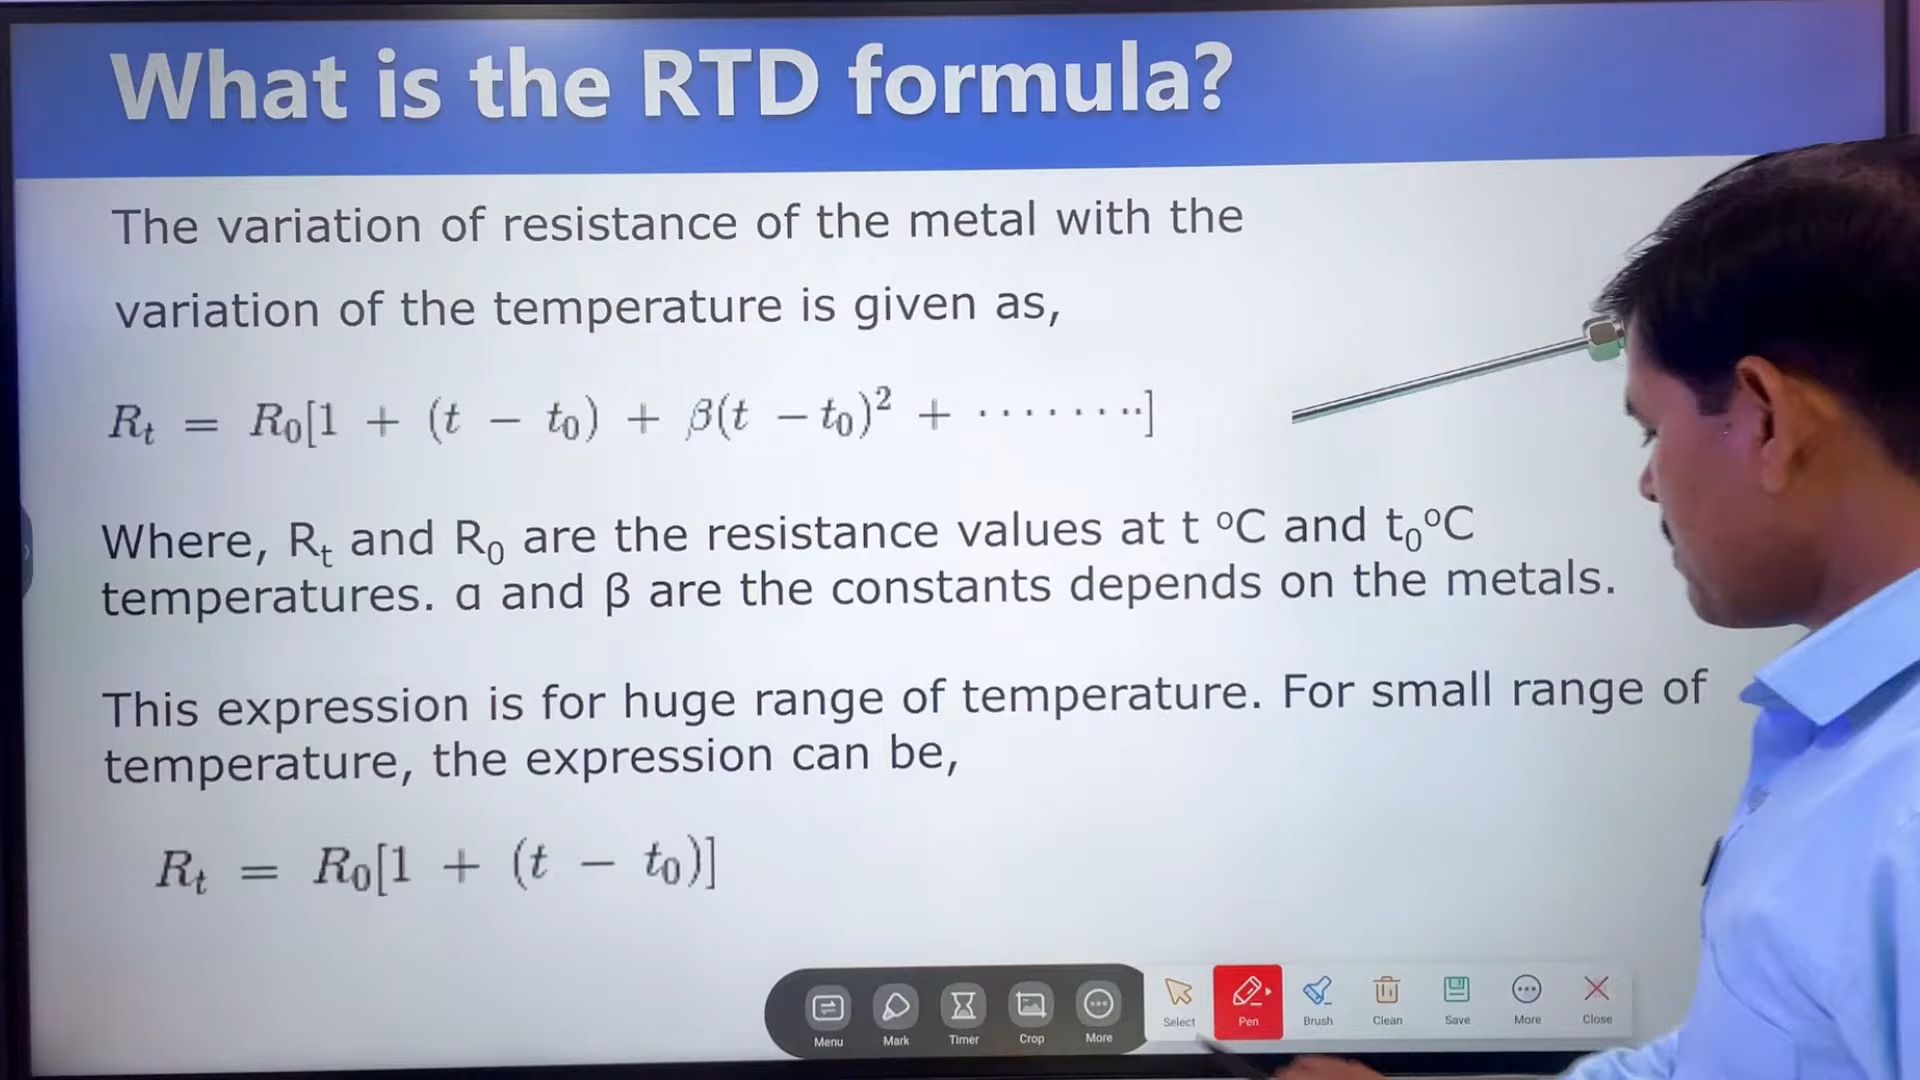 What is the RTD formula?
The variation of resistance of the metal with the
variation of the temperature is given as,
Rₜ = R₀[1 + (t − t₀) + β(t − t₀)² + ········]
Where, Rₜ and R₀ are the resistance values at t ᴼC and t₀ᴼC
temperatures. α and β are the constants depends on the metals.
This expression is for huge range of temperature. For small range of
temperature, the expression can be,
Rₜ = R₀[1 + (t − t₀)]
Menu Mark Timer Crop More Select Pen Brush Clean Save More Close